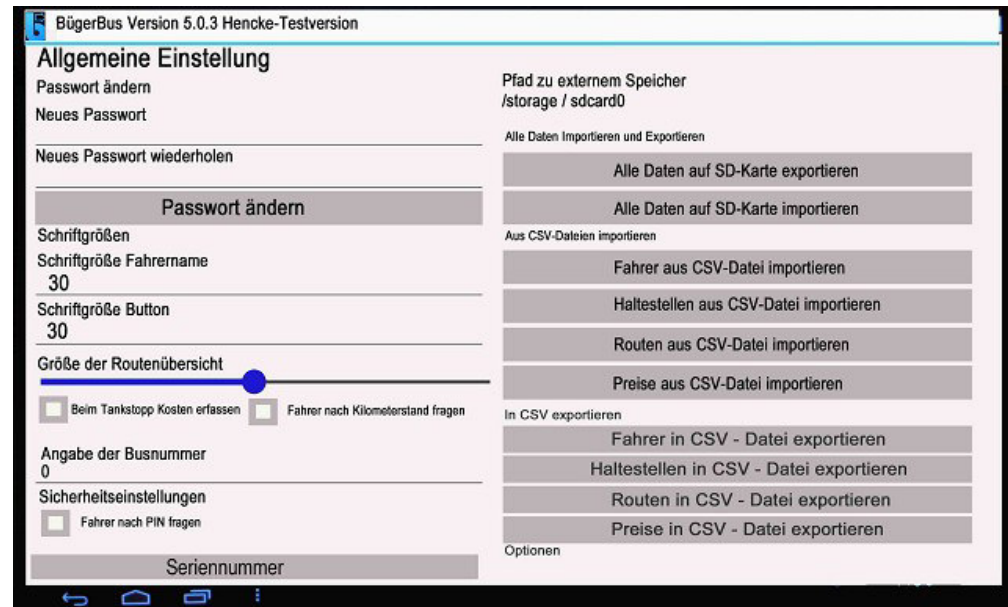 BügerBus Version 5.0.3 Hencke-Testversion
Allgemeine Einstellung
Passwort ändern
Neues Passwort
Neues Passwort wiederholen
Passwort ändern
Schriftgrößen
Schriftgröße Fahrername
30
Schriftgröße Button
30
Größe der Routenübersicht
Beim Tankstopp Kosten erfassen
Fahrer nach Kilometerstand fragen
Angabe der Busnummer
0
Sicherheitseinstellungen
Fahrer nach PIN fragen
Seriennummer
Pfad zu externem Speicher
/storage / sdcard0
Alle Daten Importieren und Exportieren
Alle Daten auf SD-Karte exportieren
Alle Daten auf SD-Karte importieren
Aus CSV-Dateien importieren
Fahrer aus CSV-Datei importieren
Haltestellen aus CSV-Datei importieren
Routen aus CSV-Datei importieren
Preise aus CSV-Datei importieren
In CSV exportieren
Fahrer in CSV - Datei exportieren
Haltestellen in CSV - Datei exportieren
Routen in CSV - Datei exportieren
Preise in CSV - Datei exportieren
Optionen